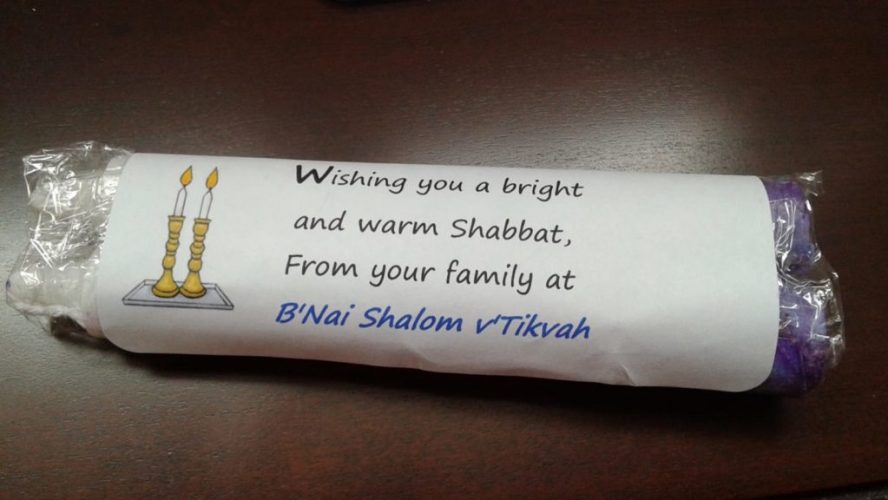 Wishing you a bright
and warm Shabbat,
From your family at
B'Nai Shalom v'Tikvah